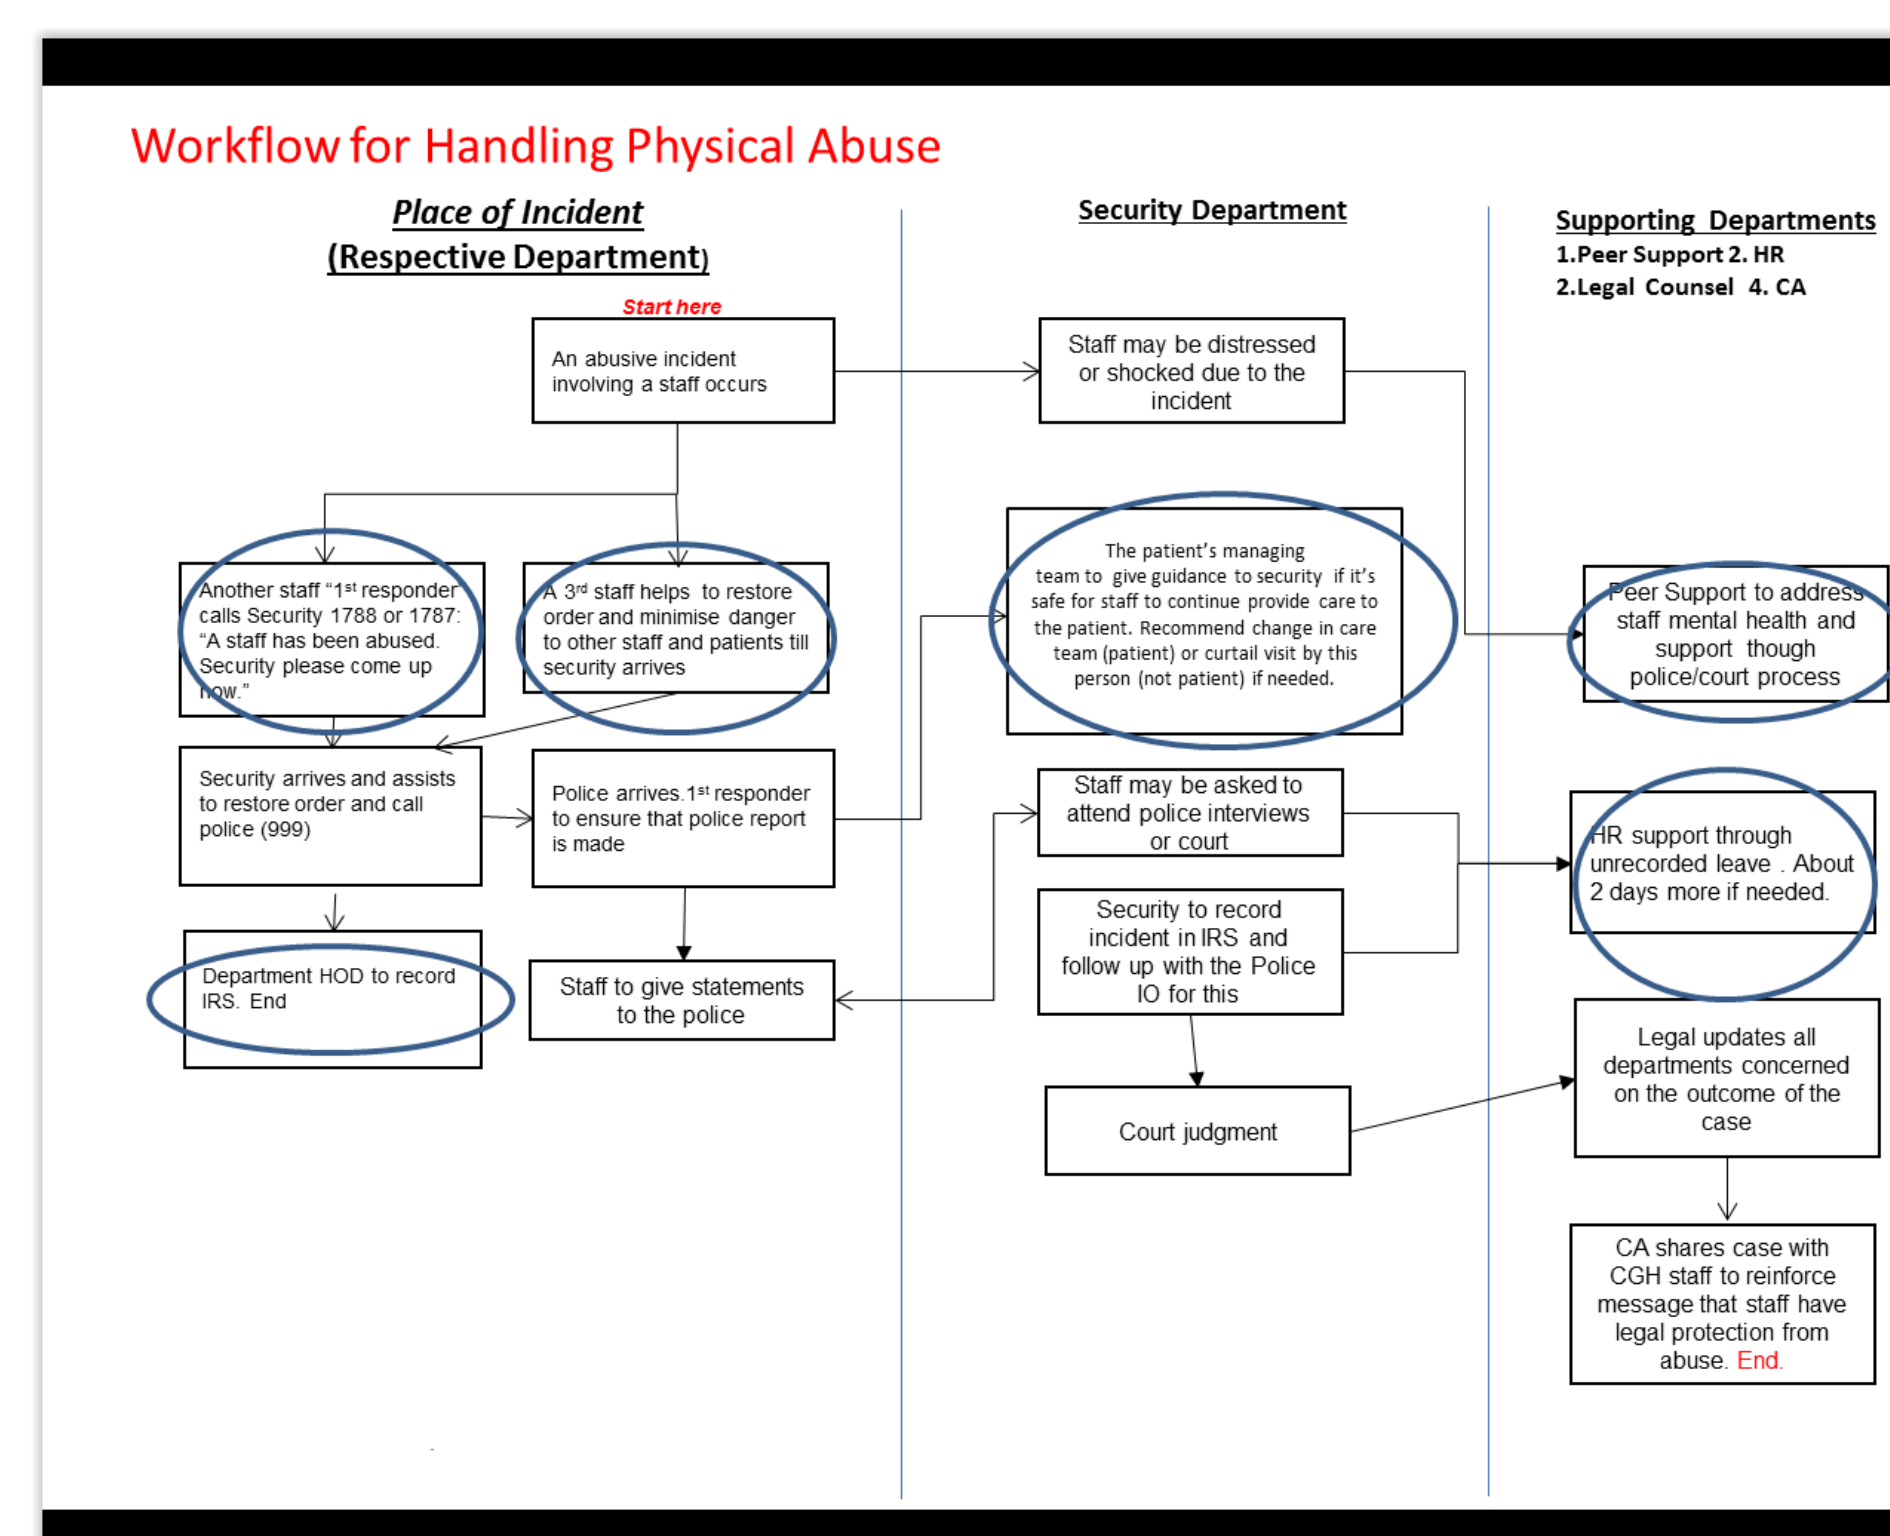 Workflow for Handling Physical Abuse
Place of Incident
(Respective Department)
Start here
An abusive incident
involving a staff occurs
Another staff “1st responder
calls Security 1788 or 1787:
“A staff has been abused.
Security please come up
now.”
A 3rd staff helps to restore
order and minimise danger
to other staff and patients till
security arrives
Security arrives and assists
to restore order and call
police (999)
Police arrives.1st responder
to ensure that police report
is made
Department HOD to record
IRS. End
Staff to give statements
to the police
Security Department
Staff may be distressed
or shocked due to the
incident
The patient’s managing
team to give guidance to security if it’s
safe for staff to continue provide care to
the patient. Recommend change in care
team (patient) or curtail visit by this
person (not patient) if needed.
Staff may be asked to
attend police interviews
or court
Security to record
incident in IRS and
follow up with the Police
IO for this
Court judgment
Supporting Departments
1.Peer Support 2. HR
2.Legal Counsel 4. CA
Peer Support to address
staff mental health and
support though
police/court process
HR support through
unrecorded leave . About
2 days more if needed.
Legal updates all
departments concerned
on the outcome of the
case
CA shares case with
CGH staff to reinforce
message that staff have
legal protection from
abuse. End.